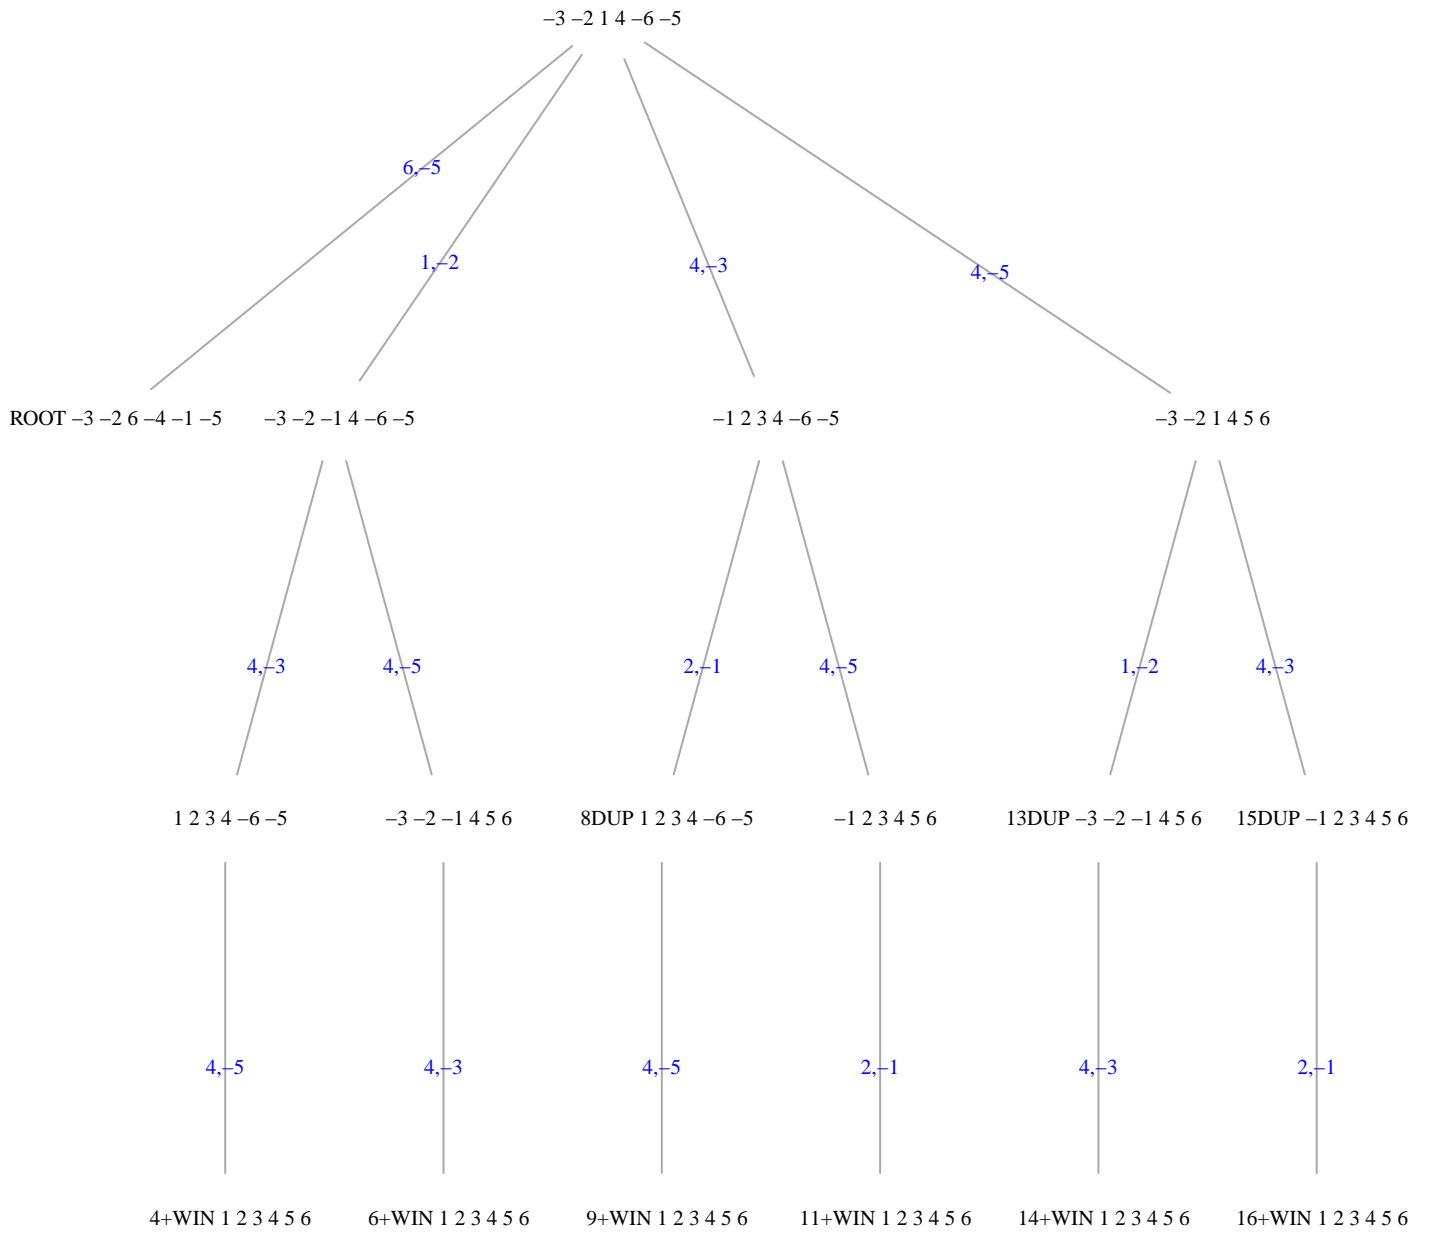 −3 −2 1 4 −6 −5
6,−5
1,−2
4,−3
4,−5
ROOT −3 −2 6 −4 −1 −5
−3 −2 −1 4 −6 −5
−1 2 3 4 −6 −5
−3 −2 1 4 5 6
4,−3
4,−5
2,−1
4,−5
1,−2
4,−3
1 2 3 4 −6 −5
−3 −2 −1 4 5 6
8DUP 1 2 3 4 −6 −5
−1 2 3 4 5 6
13DUP −3 −2 −1 4 5 6
15DUP −1 2 3 4 5 6
4,−5
4,−3
4,−5
2,−1
4,−3
2,−1
4+WIN 1 2 3 4 5 6
6+WIN 1 2 3 4 5 6
9+WIN 1 2 3 4 5 6
11+WIN 1 2 3 4 5 6
14+WIN 1 2 3 4 5 6
16+WIN 1 2 3 4 5 6